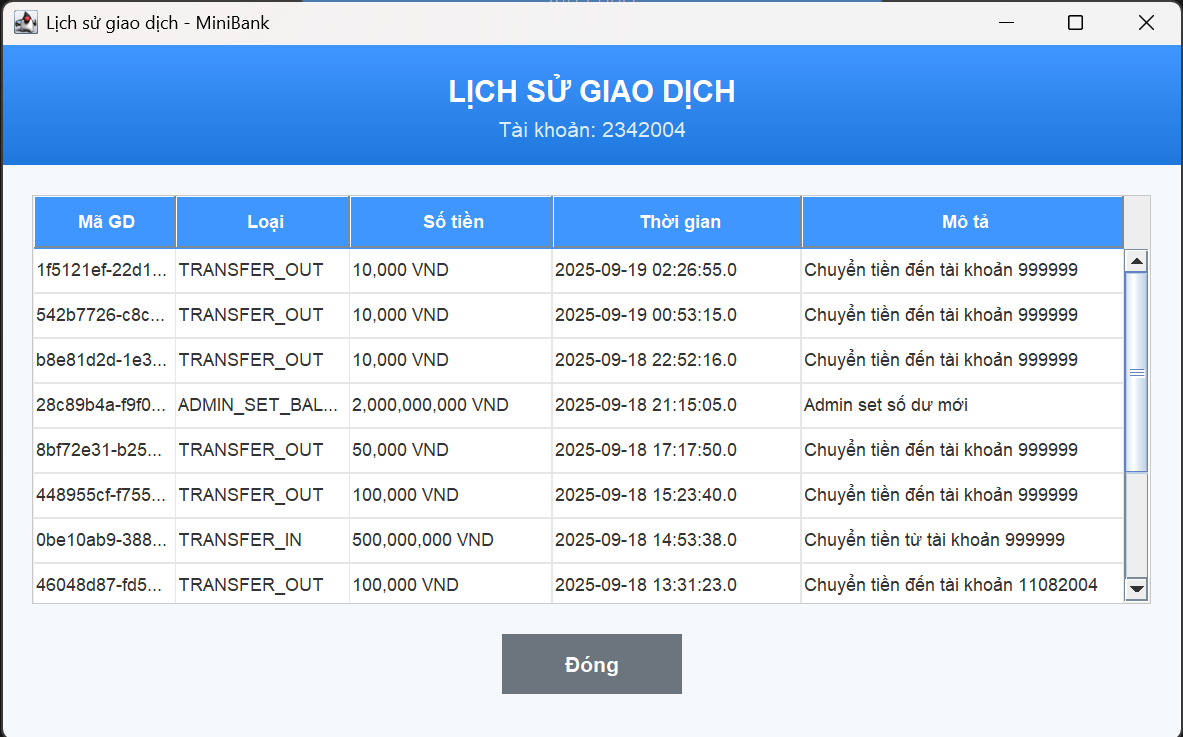 Lịch sử giao dịch - MiniBank
LỊCH SỬ GIAO DỊCH
Tài khoản: 2342004
Mã GD Loại Số tiền Thời gian Mô tả
1f5121ef-22d1... TRANSFER_OUT 10,000 VND 2025-09-19 02:26:55.0 Chuyển tiền đến tài khoản 999999
542b7726-c8c... TRANSFER_OUT 10,000 VND 2025-09-19 00:53:15.0 Chuyển tiền đến tài khoản 999999
b8e81d2d-1e3... TRANSFER_OUT 10,000 VND 2025-09-18 22:52:16.0 Chuyển tiền đến tài khoản 999999
28c89b4a-f9f0... ADMIN_SET_BAL... 2,000,000,000 VND 2025-09-18 21:15:05.0 Admin set số dư mới
8bf72e31-b25... TRANSFER_OUT 50,000 VND 2025-09-18 17:17:50.0 Chuyển tiền đến tài khoản 999999
448955cf-f755... TRANSFER_OUT 100,000 VND 2025-09-18 15:23:40.0 Chuyển tiền đến tài khoản 999999
0be10ab9-388... TRANSFER_IN 500,000,000 VND 2025-09-18 14:53:38.0 Chuyển tiền từ tài khoản 999999
46048d87-fd5... TRANSFER_OUT 100,000 VND 2025-09-18 13:31:23.0 Chuyển tiền đến tài khoản 11082004
Đóng